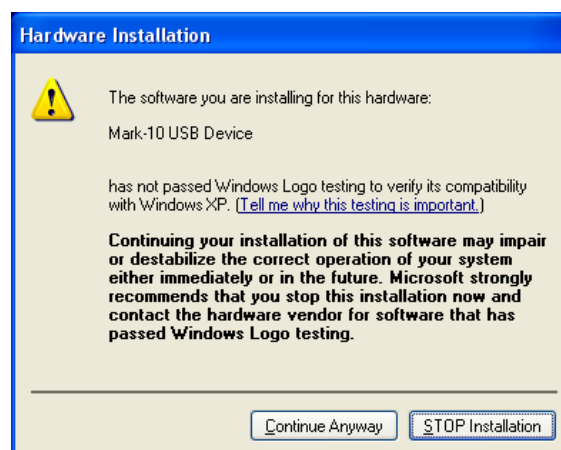 Hardware Installation
The software you are installing for this hardware:
Mark-10 USB Device
has not passed Windows Logo testing to verify its compatibility
with Windows XP. (Tell me why this testing is important.)
Continuing your installation of this software may impair
or destabilize the correct operation of your system
either immediately or in the future. Microsoft strongly
recommends that you stop this installation now and
contact the hardware vendor for software that has
passed Windows Logo testing.
Continue Anyway
STOP Installation